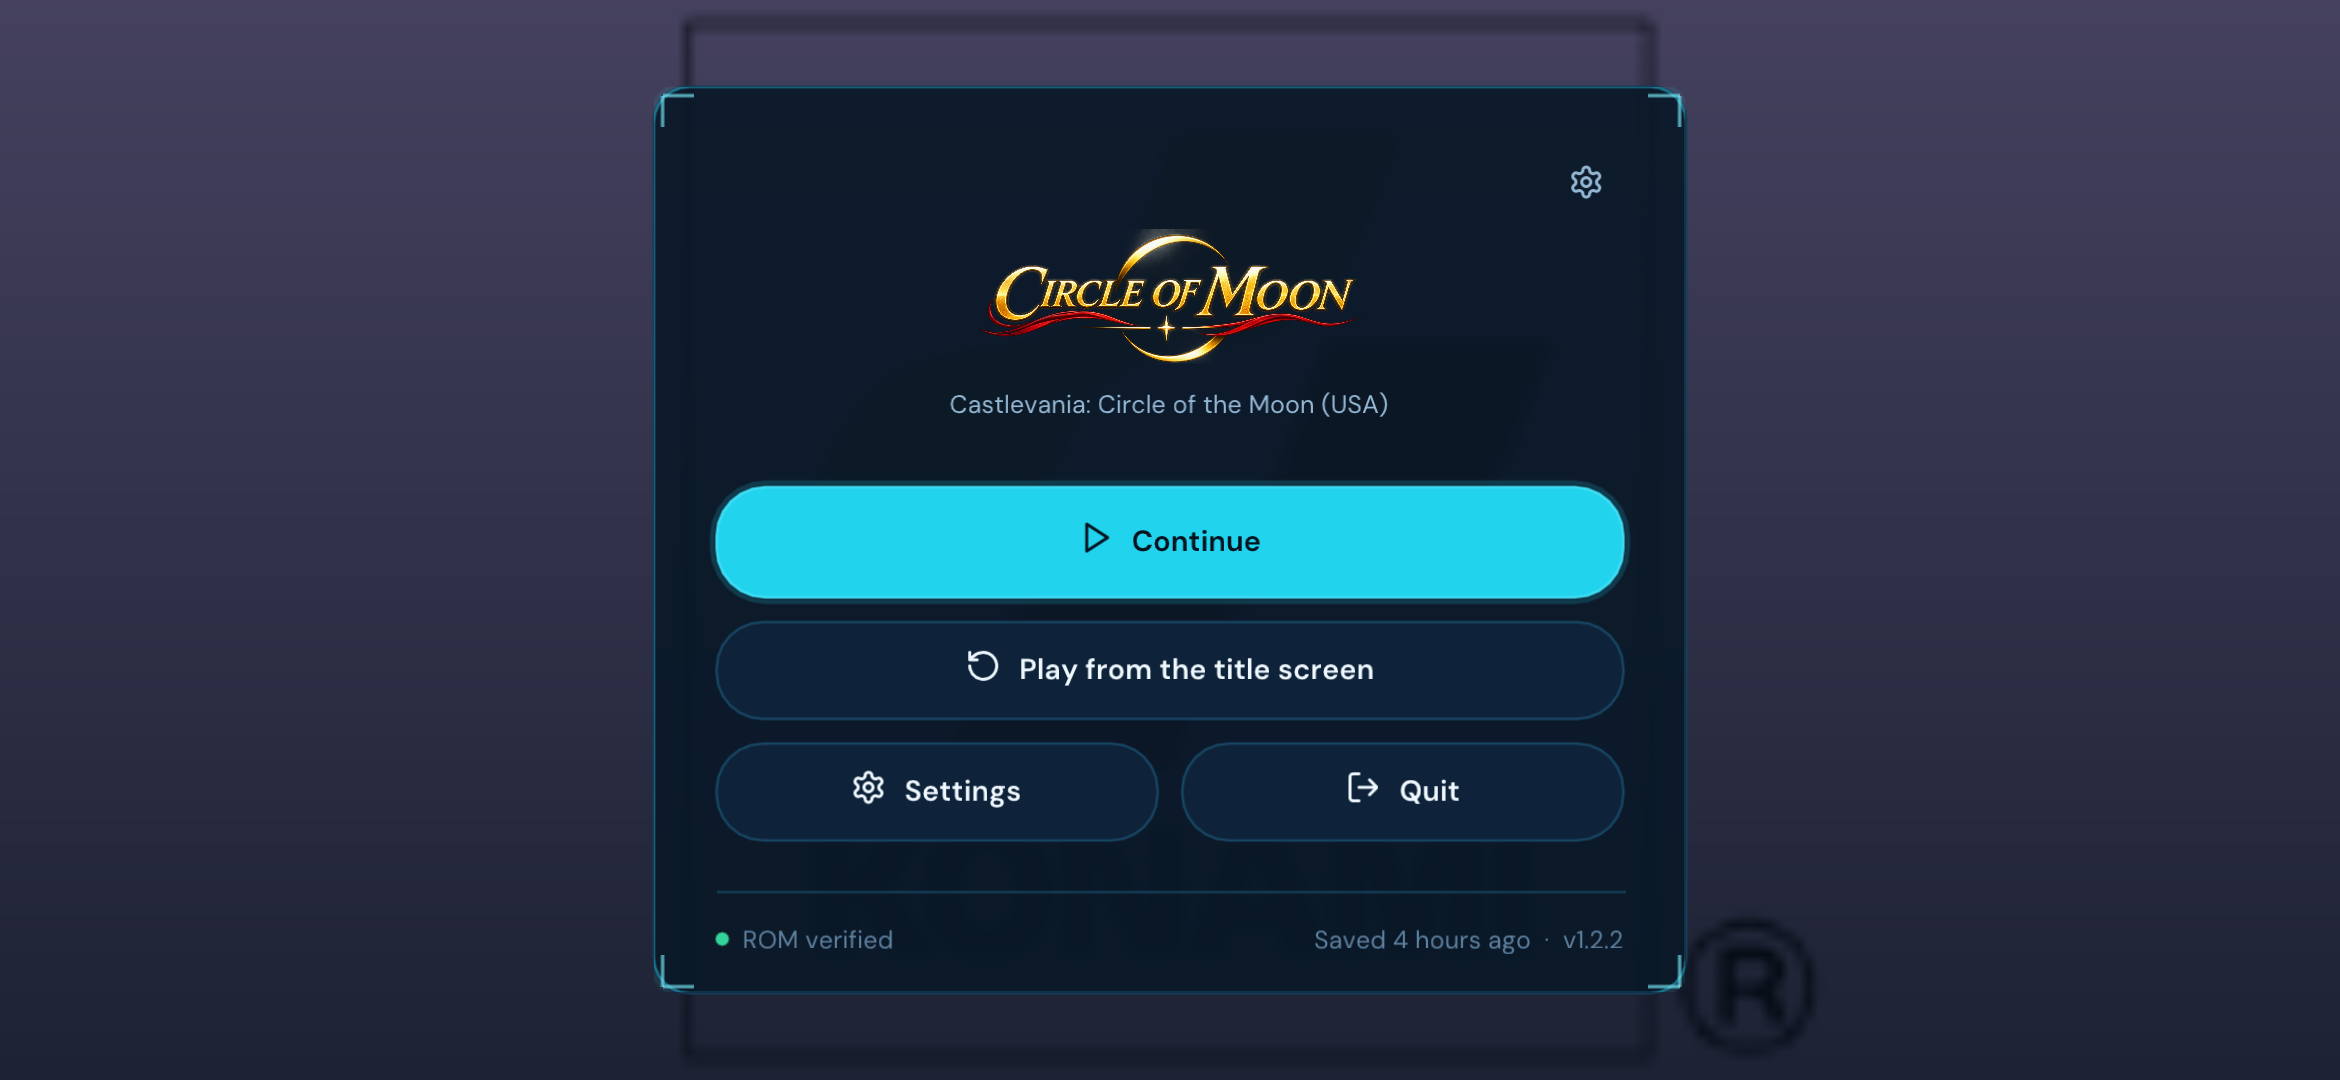 CIRCLE OF MOON
Castlevania: Circle of the Moon (USA)
Continue
Play from the title screen
Settings
Quit
KONAMI
ROM verified
Saved 4 hours ago · v1.2.2
®